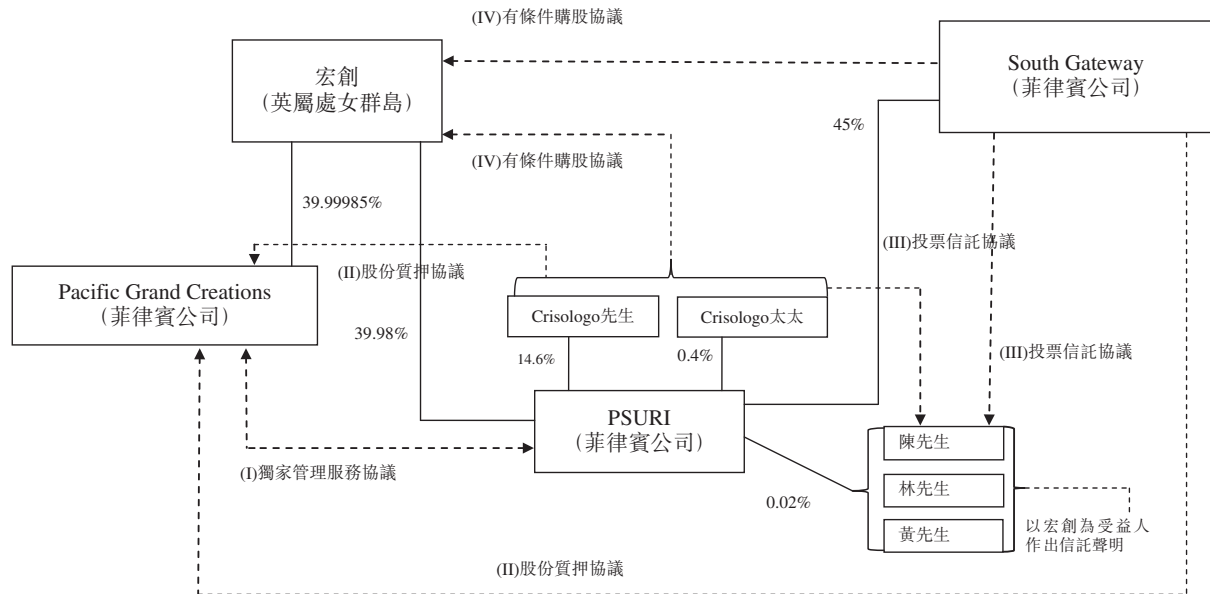 (IV)有條件購股協議
宏創
（英屬處女群島）
South Gateway
（菲律賓公司）
45%
(IV)有條件購股協議
39.99985%
(III)投票信託協議
(II)股份質押協議
Pacific Grand Creations
（菲律賓公司）
Crisologo先生
Crisologo太太
39.98%
14.6%
0.4%
(III)投票信託協議
PSURI
（菲律賓公司）
陳先生
(I)獨家管理服務協議
林先生
0.02%
黃先生
以宏創為受益人
作出信託聲明
(II)股份質押協議